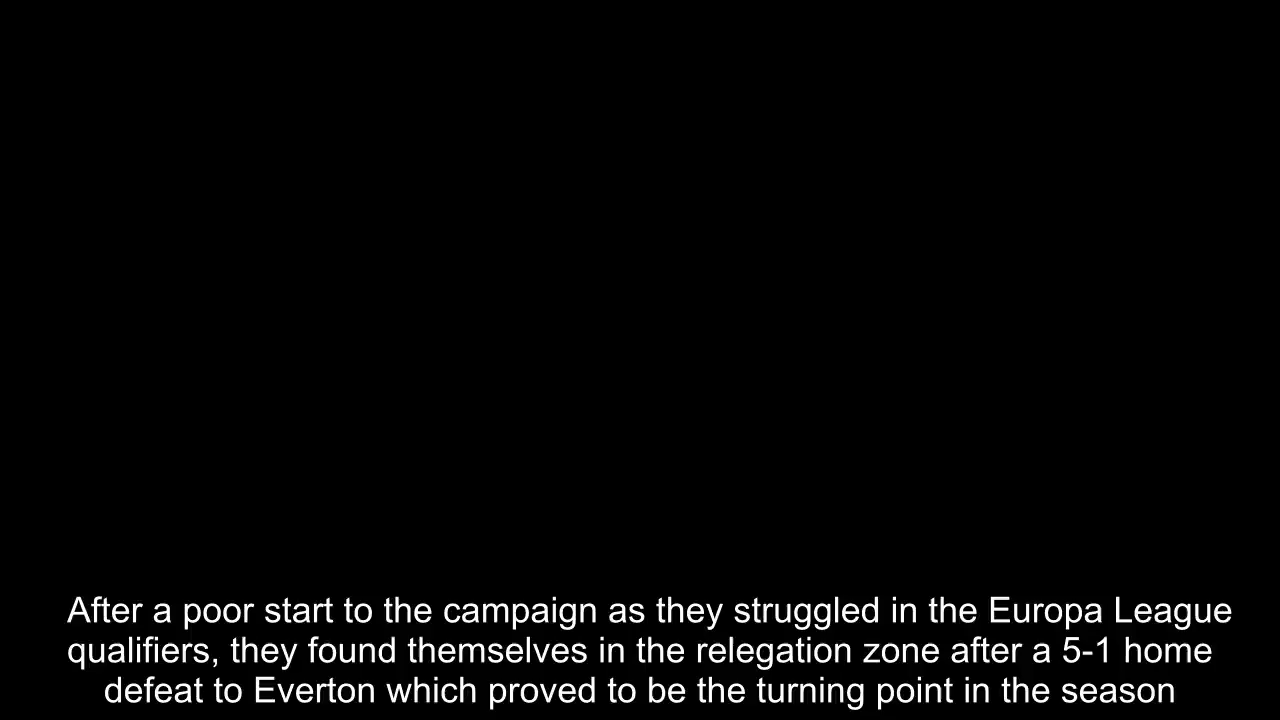 After a poor start to the campaign as they struggled in the Europa League
qualifiers, they found themselves in the relegation zone after a 5-1 home
defeat to Everton which proved to be the turning point in the season